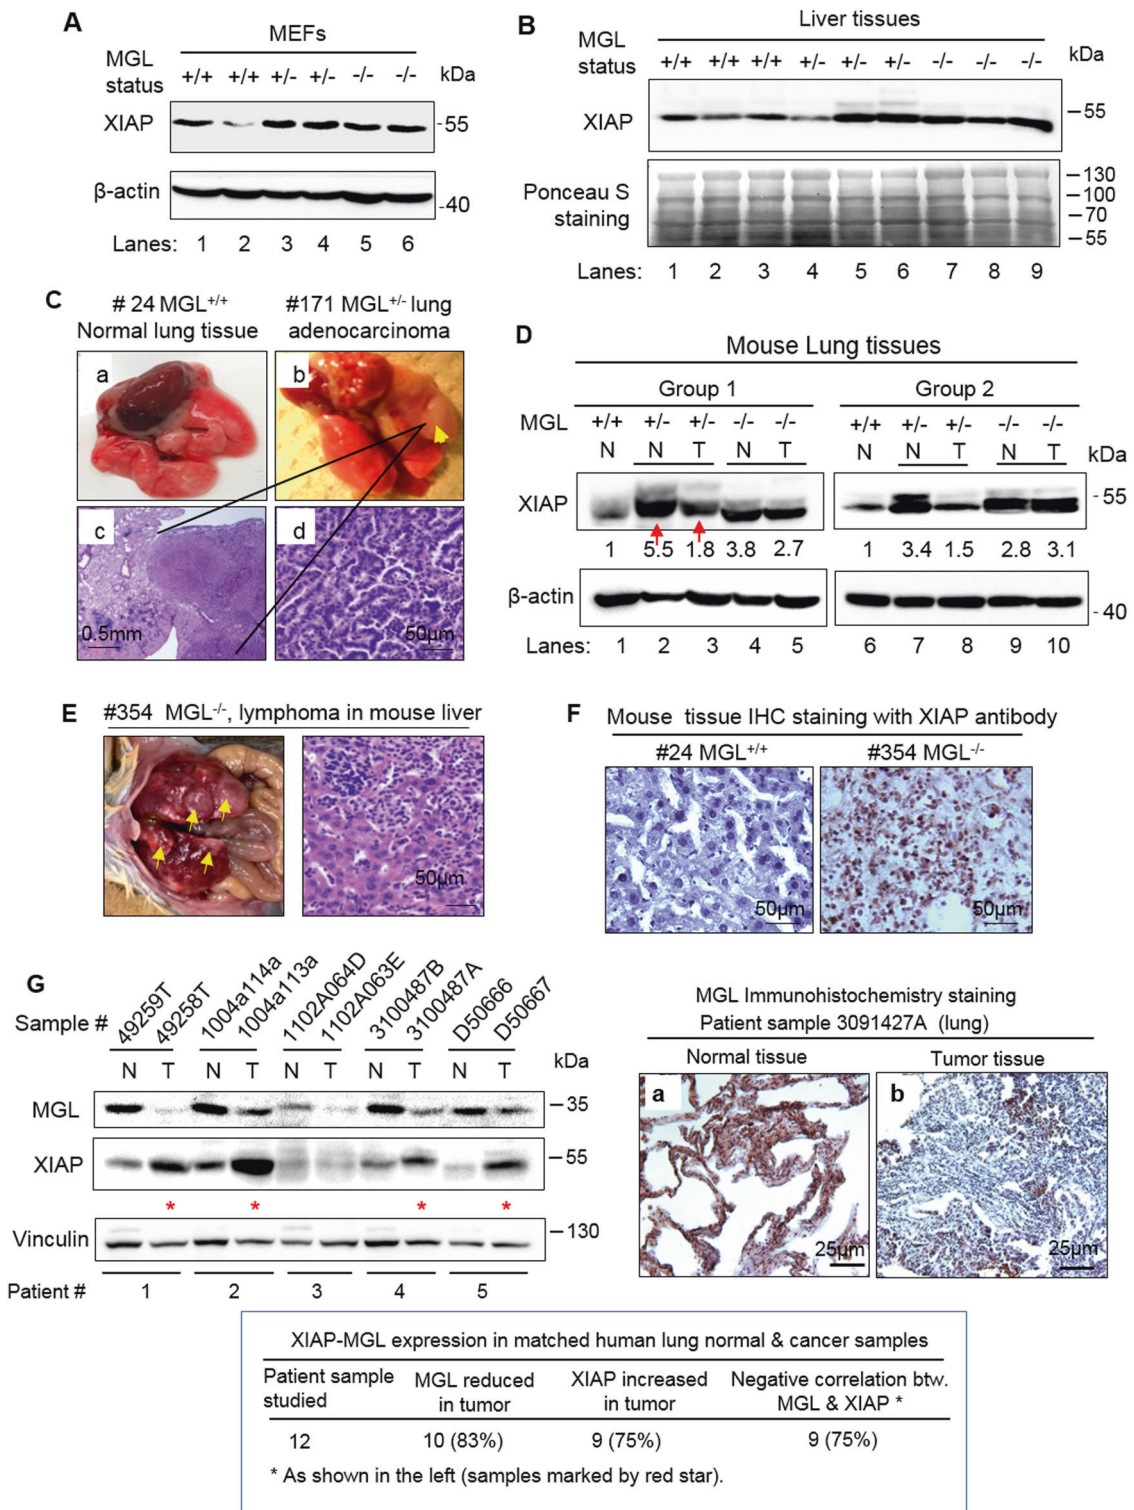 A
MEFs
MGL status +/+ +/+ +/- +/- -/- -/- kDa
XIAP -55
β-actin -40
Lanes: 1 2 3 4 5 6
B
Liver tissues
MGL status +/+ +/+ +/+ +/- +/- +/- -/- -/- -/- kDa
XIAP 55
Ponceau S staining 130
100
70
55
Lanes: 1 2 3 4 5 6 7 8 9
C
# 24 MGL+/+ Normal lung tissue
#171 MGL+/- lung adenocarcinoma
a b
c d
0.5mm 50µm
D
Mouse Lung tissues
Group 1 Group 2
MGL +/+ +/- +/- -/- -/- +/+ +/- +/- -/- -/-
N N T N T N N T N T kDa
XIAP 55
1 5.5 1.8 3.8 2.7 1 3.4 1.5 2.8 3.1
β-actin - 40
Lanes: 1 2 3 4 5 6 7 8 9 10
E
#354 MGL-/-, lymphoma in mouse liver
50µm
F
Mouse tissue IHC staining with XIAP antibody
#24 MGL+/+ #354 MGL-/-
50µm 50µm
G
Sample # 49259T 49258T 1004a114a 1004a113a 1102A064D 1102A063E 3100487B 3100487A D50666 D50667
N T N T N T N T N T kDa
MGL 35
XIAP 55
* * * *
Vinculin 130
Patient # 1 2 3 4 5
MGL Immunohistochemistry staining
Patient sample 3091427A (lung)
Normal tissue Tumor tissue
a b
25µm 25µm
XIAP-MGL expression in matched human lung normal & cancer samples
Patient sample studied MGL reduced in tumor XIAP increased in tumor Negative correlation btw. MGL & XIAP *
12 10 (83%) 9 (75%) 9 (75%)
* As shown in the left (samples marked by red star).